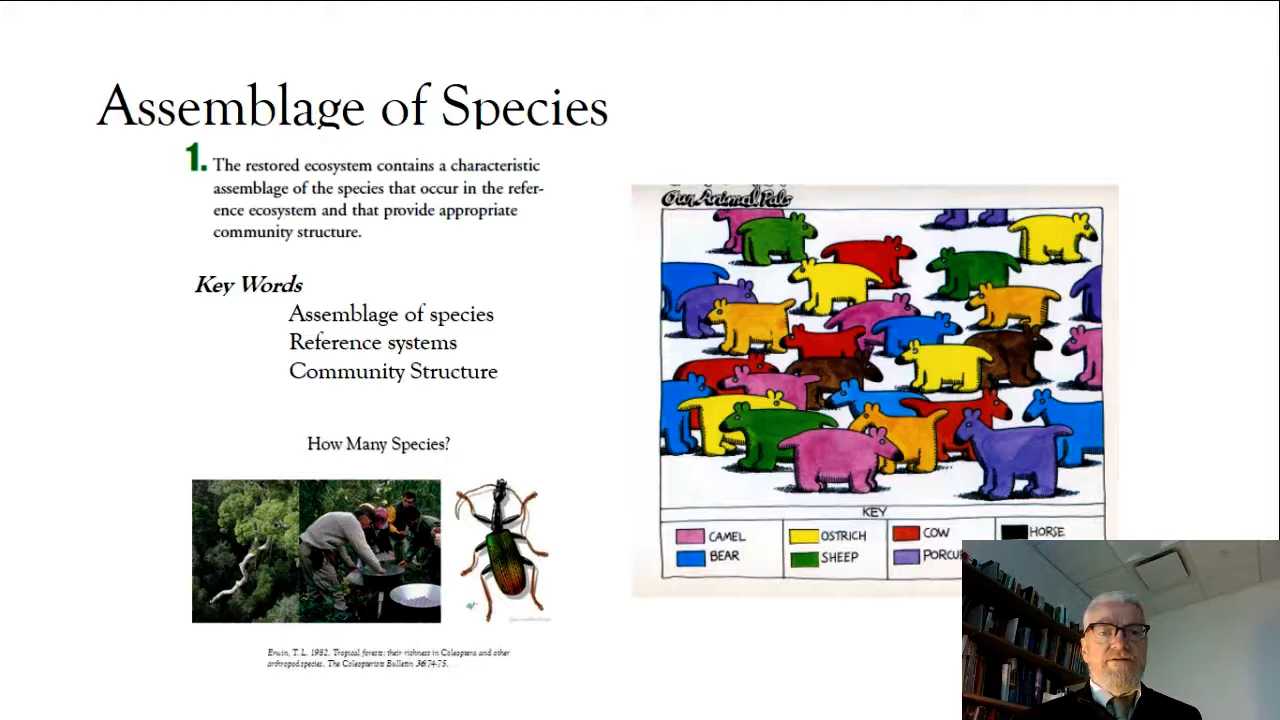 Assemblage of Species
1. The restored ecosystem contains a characteristic
assemblage of the species that occur in the refer-
ence ecosystem and that provide appropriate
community structure.
Key Words
Assemblage of species
Reference systems
Community Structure
How Many Species?
Erwin, T. L. 1982. Tropical forests: their richness in Coleoptera and other
arthropod species. The Coleopterists Bulletin 36:74-75.
Our Animal Pals
KEY
CAMEL
OSTRICH
COW
HORSE
BEAR
SHEEP
PORCU